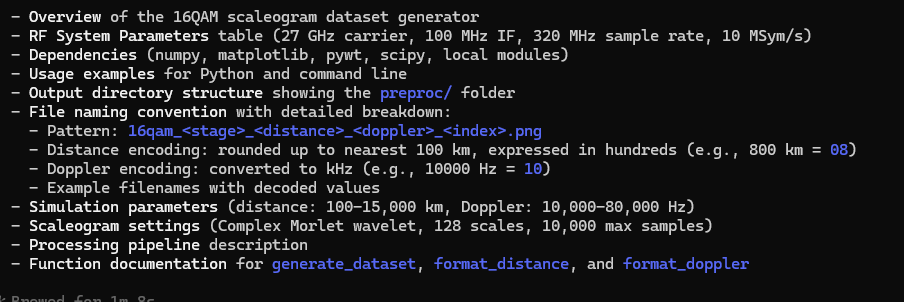 - Overview of the 16QAM scaleogram dataset generator
- RF System Parameters table (27 GHz carrier, 100 MHz IF, 320 MHz sample rate, 10 MSym/s)
- Dependencies (numpy, matplotlib, pywt, scipy, local modules)
- Usage examples for Python and command line
- Output directory structure showing the preproc/ folder
- File naming convention with detailed breakdown:
- Pattern: 16qam_<stage>_<distance>_<doppler>_<index>.png
- Distance encoding: rounded up to nearest 100 km, expressed in hundreds (e.g., 800 km = 08)
- Doppler encoding: converted to kHz (e.g., 10000 Hz = 10)
- Example filenames with decoded values
- Simulation parameters (distance: 100-15,000 km, Doppler: 10,000-80,000 Hz)
- Scaleogram settings (Complex Morlet wavelet, 128 scales, 10,000 max samples)
- Processing pipeline description
- Function documentation for generate_dataset, format_distance, and format_doppler
Brewed for 1m 8s